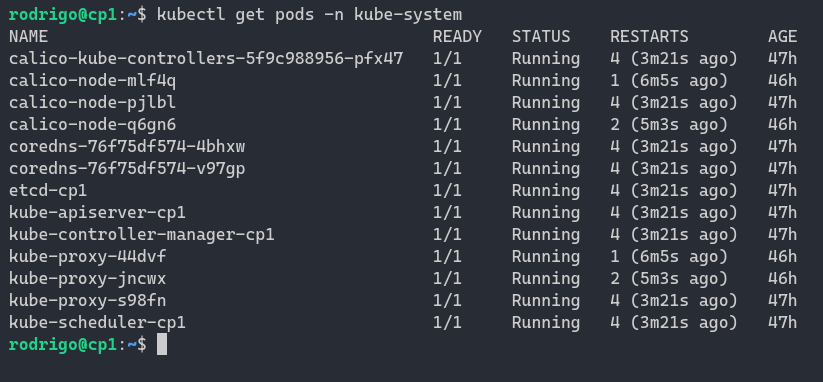 rodrigo@cp1:~$ kubectl get pods -n kube-system
NAME                                       READY   STATUS    RESTARTS        AGE
calico-kube-controllers-5f9c988956-pfx47   1/1     Running   4 (3m21s ago)   47h
calico-node-mlf4q                          1/1     Running   1 (6m5s ago)    46h
calico-node-pjlbl                          1/1     Running   4 (3m21s ago)   47h
calico-node-q6gn6                          1/1     Running   2 (5m3s ago)    46h
coredns-76f75df574-4bhxw                   1/1     Running   4 (3m21s ago)   47h
coredns-76f75df574-v97gp                   1/1     Running   4 (3m21s ago)   47h
etcd-cp1                                   1/1     Running   4 (3m21s ago)   47h
kube-apiserver-cp1                         1/1     Running   4 (3m21s ago)   47h
kube-controller-manager-cp1                1/1     Running   4 (3m21s ago)   47h
kube-proxy-44dvf                           1/1     Running   1 (6m5s ago)    46h
kube-proxy-jncwx                           1/1     Running   2 (5m3s ago)    46h
kube-proxy-s98fn                           1/1     Running   4 (3m21s ago)   47h
kube-scheduler-cp1                         1/1     Running   4 (3m21s ago)   47h
rodrigo@cp1:~$